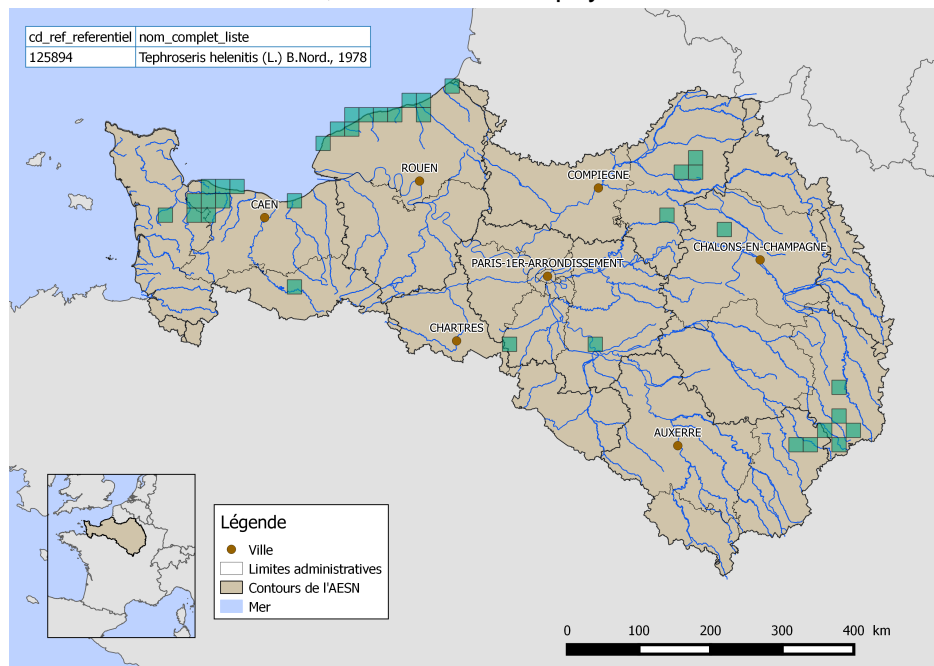 cd_ref_referentiel nom_complet_liste
125894 Tephroseris helenitis (L.) B.Nord., 1978
ROUEN
COMPIEGNE
CAEN
CHALONS-EN-CHAMPAGNE
PARIS-1ER-ARRONDISSEMENT
CHARTRES
AUXERRE
Légende
Ville
Limites administratives
Contours de l'AESN
Mer
0 100 200 300 400 km